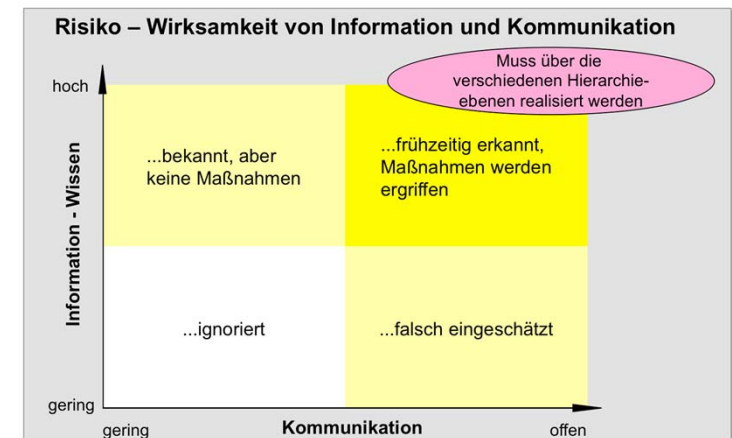 Risiko – Wirksamkeit von Information und Kommunikation
Muss über die
verschiedenen Hierarchie-
ebenen realisiert werden
hoch
...bekannt, aber
keine Maßnahmen
...frühzeitig erkannt,
Maßnahmen werden
ergriffen
Information - Wissen
...ignoriert
...falsch eingeschätzt
gering
gering
Kommunikation
offen